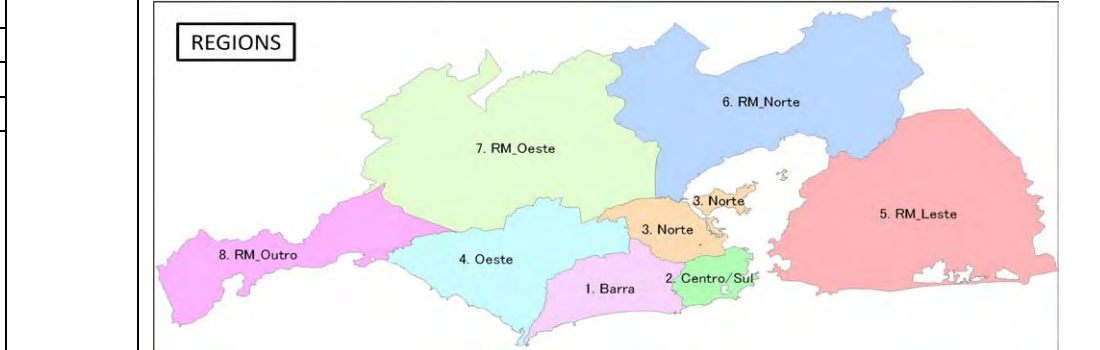 REGIONS
6. RM_Norte
7. RM_Oeste
3. Norte
5. RM_Leste
3. Norte
8. RM_Outro
4. Oeste
2. Centro/Sul
1. Barra